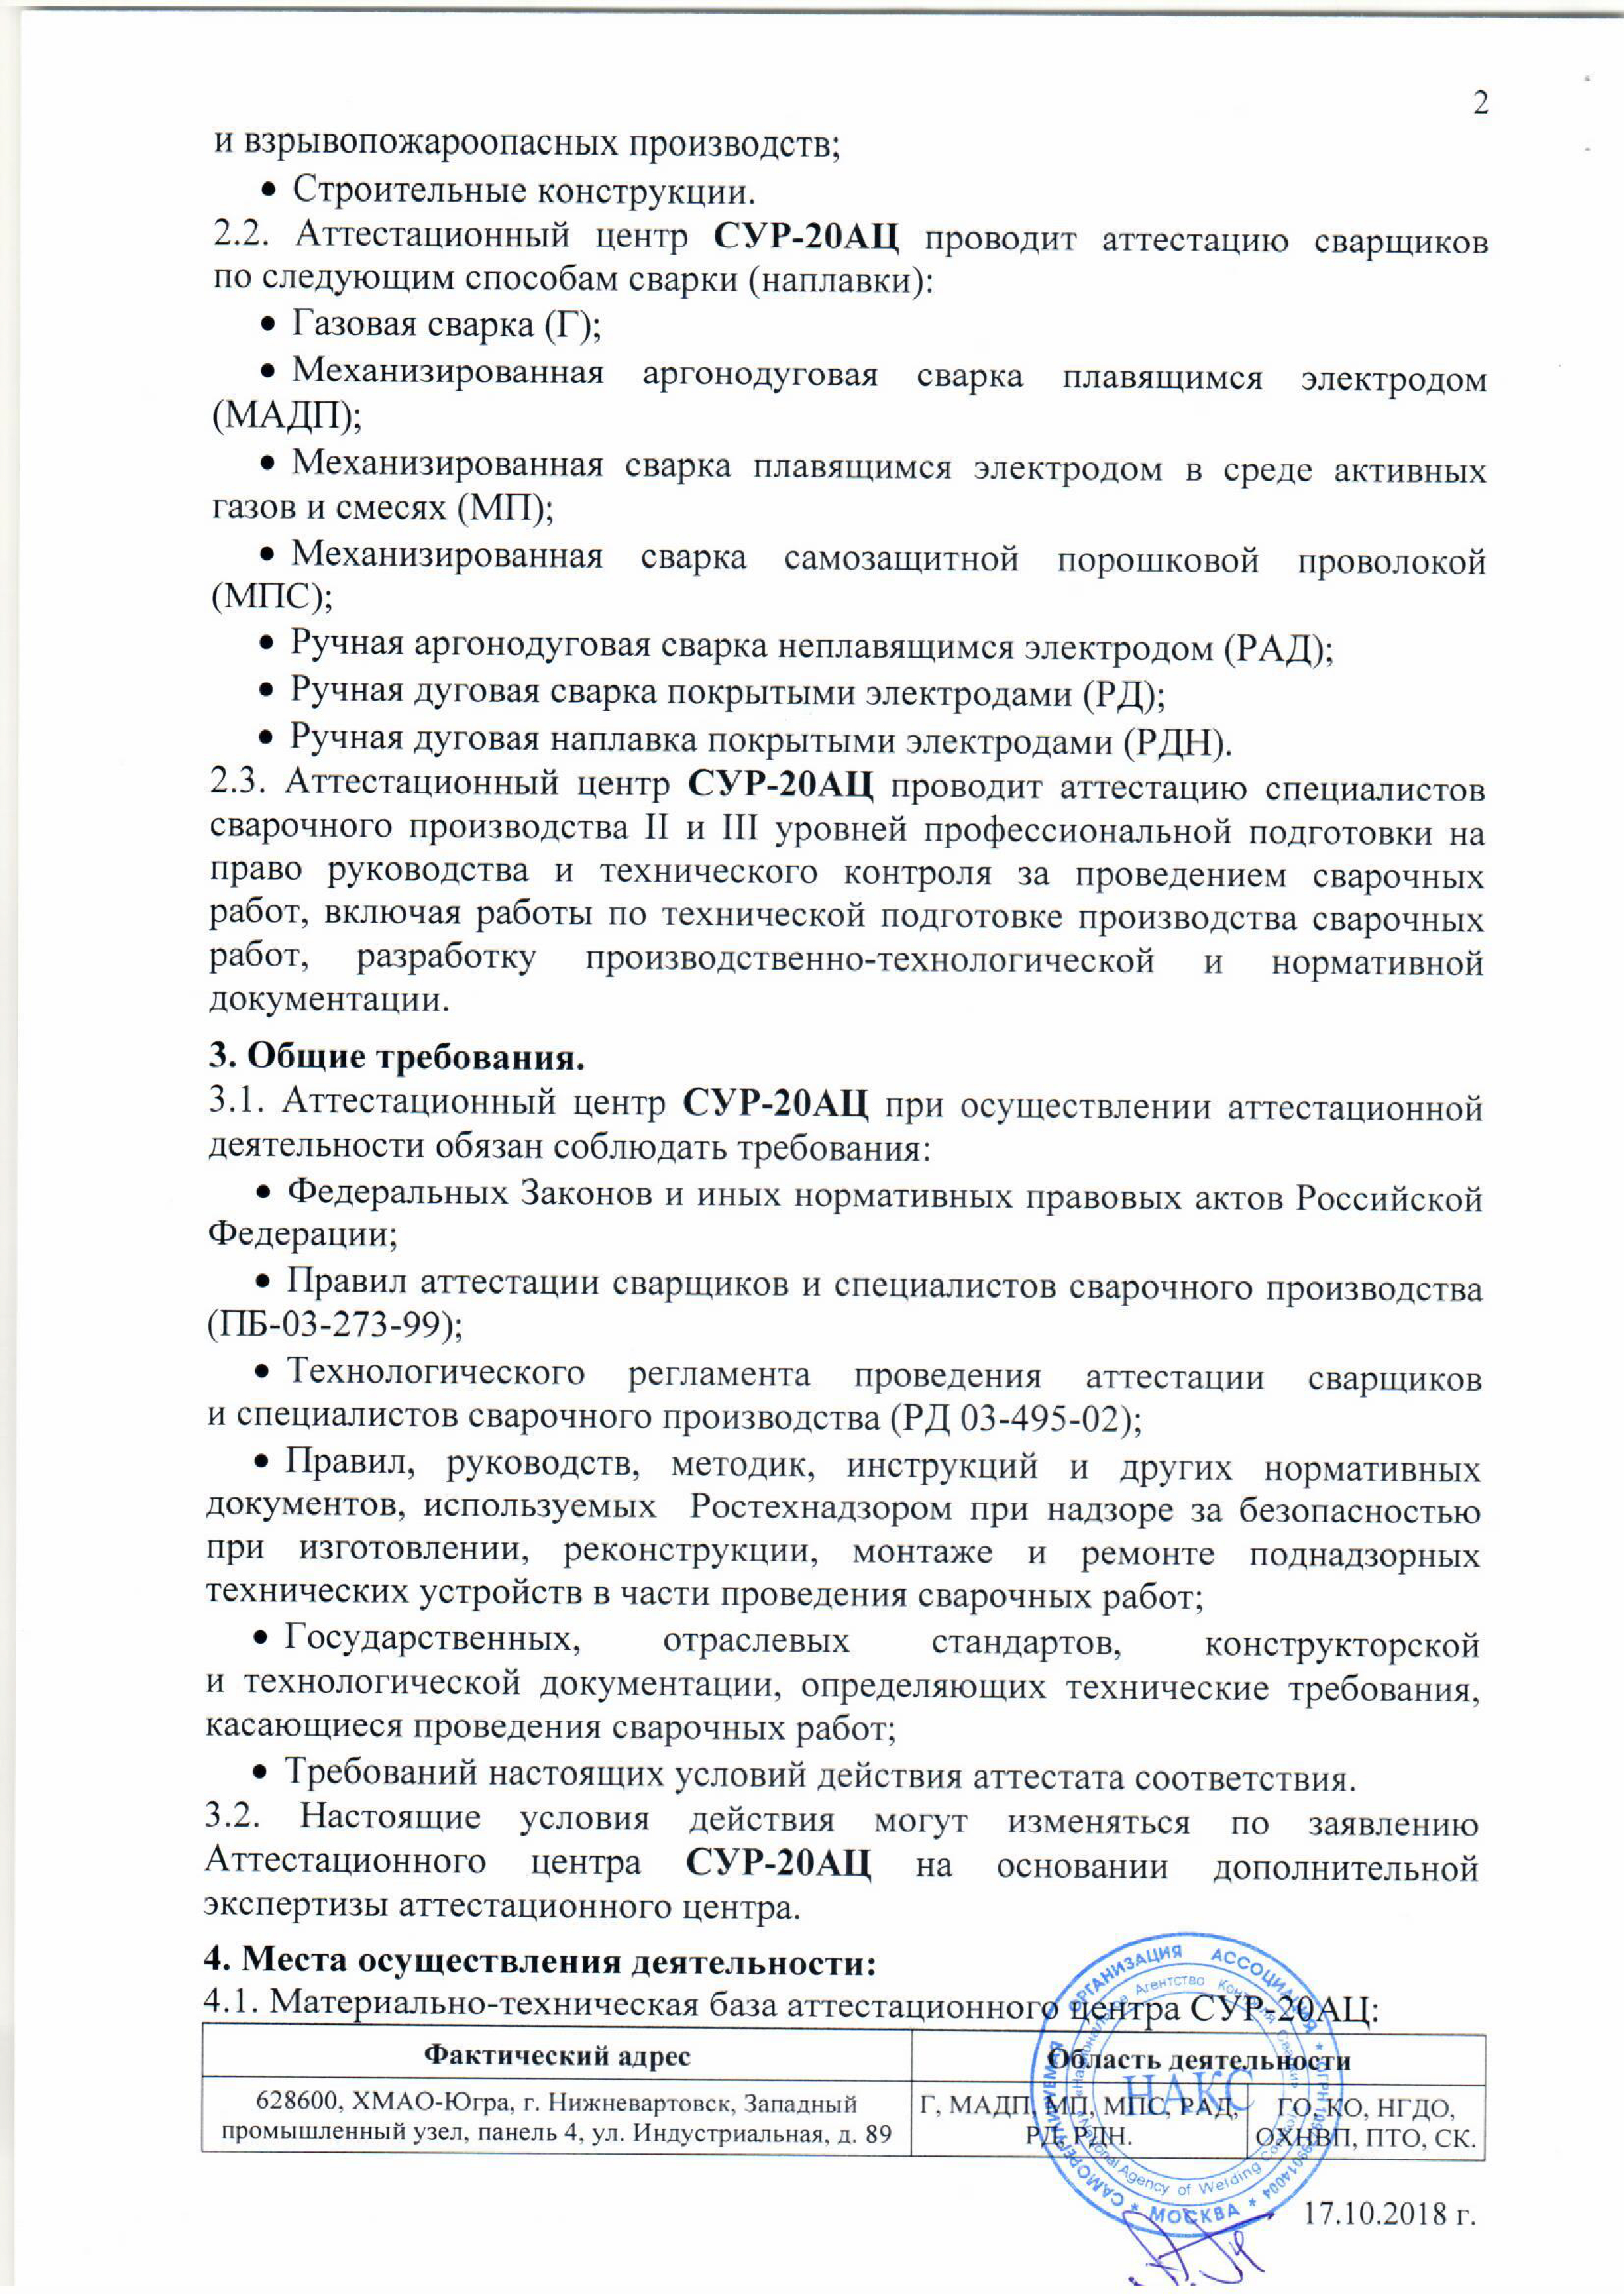 2
и взрывопожароопасных производств;
• Строительные конструкции.
2.2. Аттестационный центр СУР-20АЦ проводит аттестацию сварщиков
по следующим способам сварки (наплавки):
• Газовая сварка (Г);
• Механизированная аргонодуговая сварка плавящимся электродом
(МАДП);
• Механизированная сварка плавящимся электродом в среде активных
газов и смесях (МП);
• Механизированная сварка самозащитной порошковой проволокой
(МПС);
• Ручная аргонодуговая сварка неплавящимся электродом (РАД);
• Ручная дуговая сварка покрытыми электродами (РД);
• Ручная дуговая наплавка покрытыми электродами (РДН).
2.3. Аттестационный центр СУР-20АЦ проводит аттестацию специалистов
сварочного производства II и III уровней профессиональной подготовки на
право руководства и технического контроля за проведением сварочных
работ, включая работы по технической подготовке производства сварочных
работ, разработку производственно-технологической и нормативной
документации.
3. Общие требования.
3.1. Аттестационный центр СУР-20АЦ при осуществлении аттестационной
деятельности обязан соблюдать требования:
• Федеральных Законов и иных нормативных правовых актов Российской
Федерации;
• Правил аттестации сварщиков и специалистов сварочного производства
(ПБ-03-273-99);
• Технологического регламента проведения аттестации сварщиков
и специалистов сварочного производства (РД 03-495-02);
• Правил, руководств, методик, инструкций и других нормативных
документов, используемых Ростехнадзором при надзоре за безопасностью
при изготовлении, реконструкции, монтаже и ремонте поднадзорных
технических устройств в части проведения сварочных работ;
• Государственных, отраслевых стандартов, конструкторской
и технологической документации, определяющих технические требования,
касающиеся проведения сварочных работ;
• Требований настоящих условий действия аттестата соответствия.
3.2. Настоящие условия действия могут изменяться по заявлению
Аттестационного центра СУР-20АЦ на основании дополнительной
экспертизы аттестационного центра.
4. Места осуществления деятельности:
4.1. Материально-техническая база аттестационного центра СУР-20АЦ:
Фактический адрес
Область деятельности
628600, ХМАО-Югра, г. Нижневартовск, Западный
промышленный узел, панель 4, ул. Индустриальная, д. 89
Г, МАДП, МП, МПС, РАД,
РД, РДН.
ГО, КО, НГДО,
ОХНВП, ПТО, СК.
САМОРЕГУЛИРУЕМАЯ ОРГАНИЗАЦИЯ АССОЦИАЦИЯ
* МОСКВА *
«Национальное Агентство Контроля Сварки»
«National Agency of Welding Control»
НАКС
17.10.2018 г.